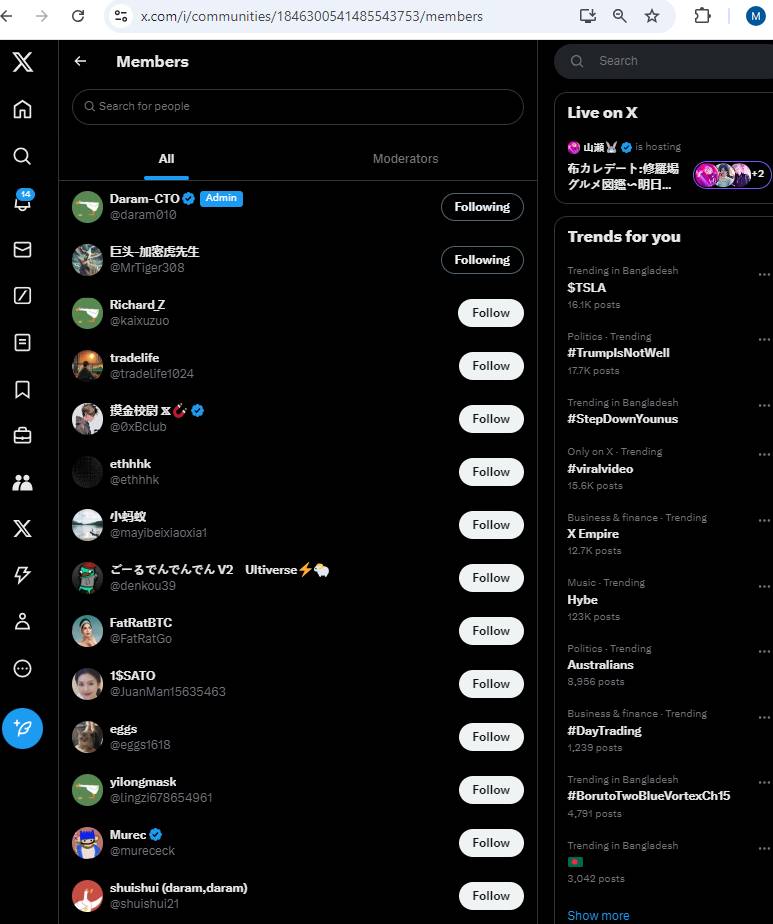 x.com/i/communities/1846300541485543753/members
M
Members
Search for people
All
Moderators
14
Daram-CTO Admin
@daram010
Following
巨头-加密虎先生
@MrTiger308
Following
Richard_Z
@kaixuzuo
Follow
tradelife
@tradelife1024
Follow
摸金校尉 𝕏
@0xBclub
Follow
ethhhk
@ethhhk
Follow
小蚂蚁
@mayibeixiaoxia1
Follow
ごーるでんでんでん V2 Ultiverse⚡🐑
@denkou39
Follow
FatRatBTC
@FatRatGo
Follow
1$SATO
@JuanMan15635463
Follow
eggs
@eggs1618
Follow
yilongmask
@lingzi678654961
Follow
Murec
@murececk
Follow
shuishui (daram,daram)
@shuishui21
Follow
Search
Live on X
山瀬🐰 is hosting
布カレデート:修羅場
グルメ図鑑〰明日...
+2
Trends for you
Trending in Bangladesh
$TSLA
16.1K posts
Politics · Trending
#TrumpIsNotWell
17.7K posts
Trending in Bangladesh
#StepDownYounus
Only on X · Trending
#viralvideo
15.6K posts
Business & finance · Trending
X Empire
12.7K posts
Music · Trending
Hybe
123K posts
Politics · Trending
Australians
8,956 posts
Business & finance · Trending
#DayTrading
1,239 posts
Trending in Bangladesh
#BorutoTwoBlueVortexCh15
4,791 posts
Trending in Bangladesh
🇧🇩
3,042 posts
Show more